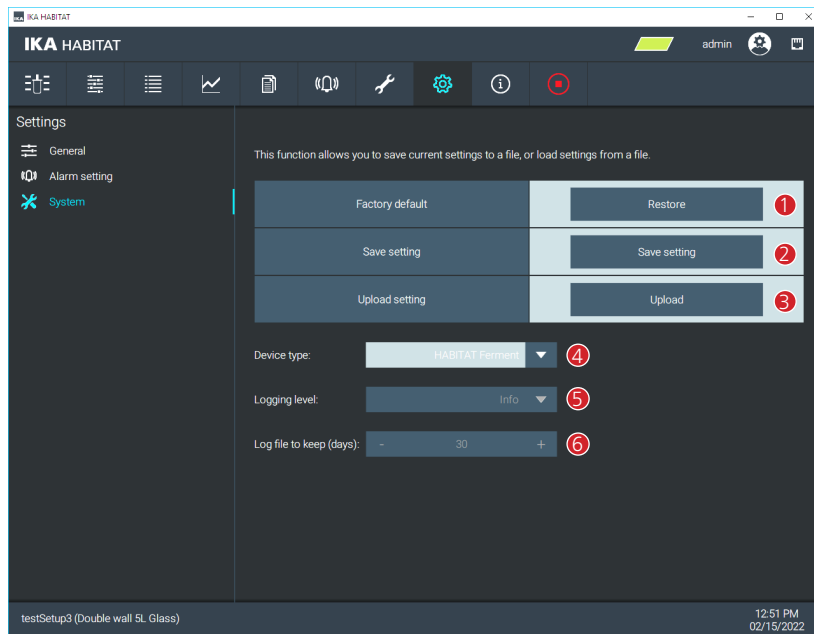 IKA IKA HABITAT
IKA HABITAT
admin
Settings
General
Alarm setting
System
This function allows you to save current settings to a file, or load settings from a file.
Factory default Restore 1
Save setting Save setting 2
Upload setting Upload 3
Device type: HABITAT Ferment 4
Logging level: Info 5
Log file to keep (days): - 30 + 6
testSetup3 (Double wall 5L Glass)
12:51 PM
02/15/2022